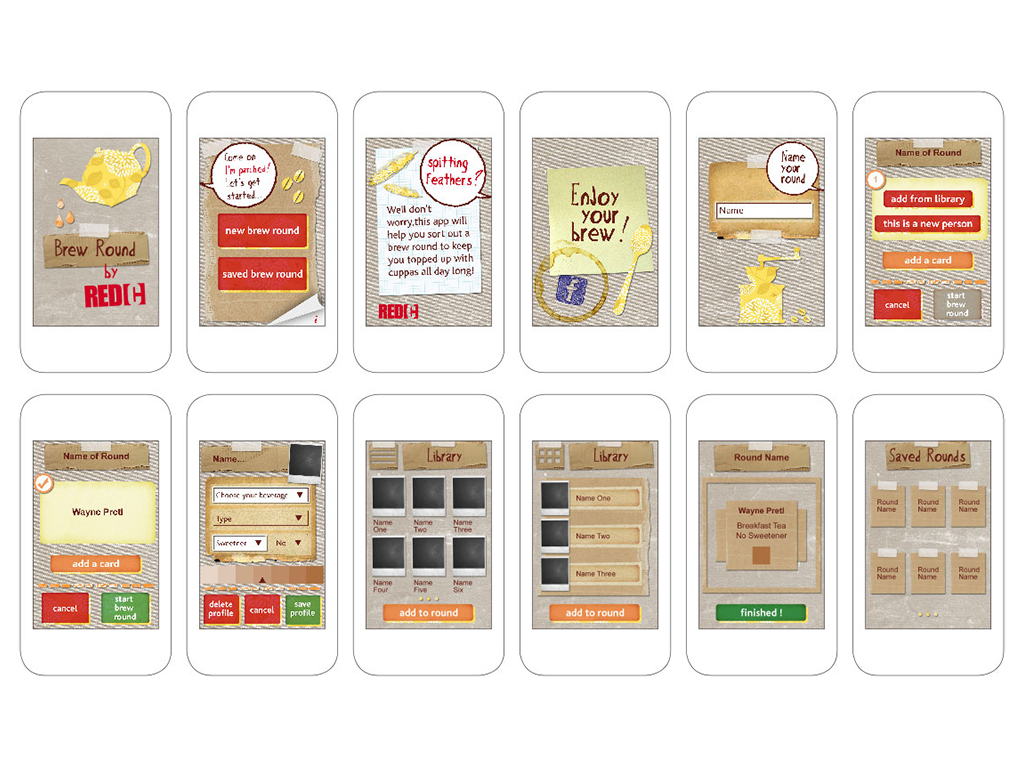 Brew Round
by
RED C
Come on
I'm parched!
Let's get
started...
new brew round
saved brew round
i
spitting
feathers?
Well don't
worry,this app will
help you sort out a
brew round to keep
you topped up with
cuppas all day long!
RED C
Enjoy
your
brew!
f
Name
your
round
Name
Name of Round
1
add from library
this is a new person
add a card
cancel
start
brew
round
Name of Round
Wayne Pretl
add a card
cancel
start
brew
round
Name...
Choose your beverage
Type
Sweetner
No
delete
profile
cancel
save
profile
Library
Name
One
Name
Two
Name
Three
Name
Four
Name
Five
Name
Six
add to round
Library
Name One
Name Two
Name Three
add to round
Round Name
Wayne Pretl
Breakfast Tea
No Sweetener
finished !
Saved Rounds
Round
Name
Round
Name
Round
Name
Round
Name
Round
Name
Round
Name